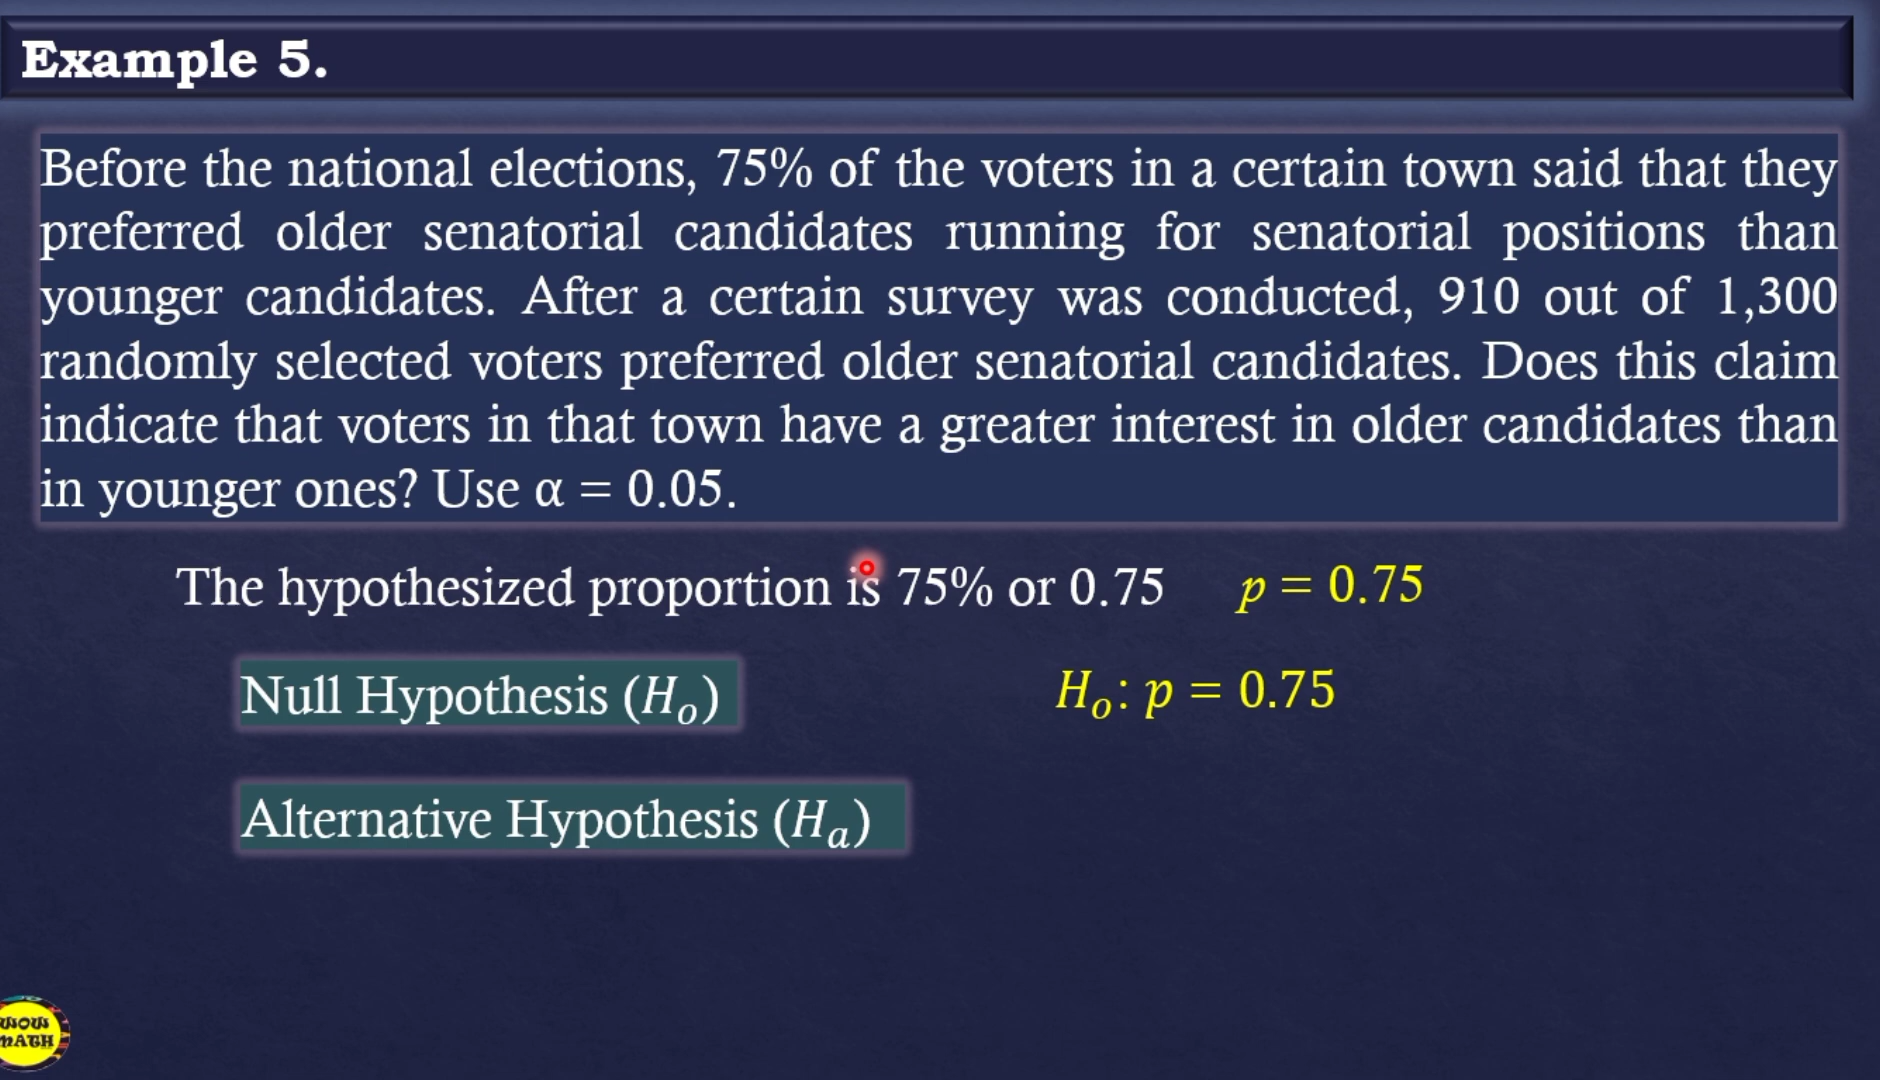 Example 5.
Before the national elections, 75% of the voters in a certain town said that they
preferred older senatorial candidates running for senatorial positions than
younger candidates. After a certain survey was conducted, 910 out of 1,300
randomly selected voters preferred older senatorial candidates. Does this claim
indicate that voters in that town have a greater interest in older candidates than
in younger ones? Use α = 0.05.
The hypothesized proportion is 75% or 0.75 p = 0.75
Null Hypothesis (Hₒ) Hₒ: p = 0.75
Alternative Hypothesis (Hₐ)
WOW
MATH